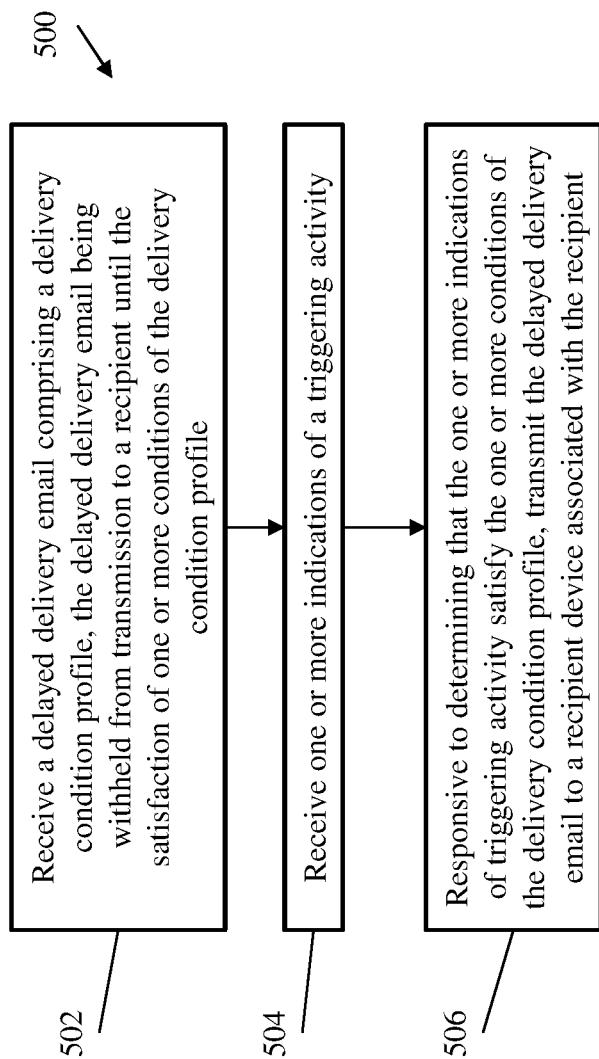 500
502
Receive a delayed delivery email comprising a delivery
condition profile, the delayed delivery email being
withheld from transmission to a recipient until the
satisfaction of one or more conditions of the delivery
condition profile
504
Receive one or more indications of a triggering activity
506
Responsive to determining that the one or more indications
of triggering activity satisfy the one or more conditions of
the delivery condition profile, transmit the delayed delivery
email to a recipient device associated with the recipient